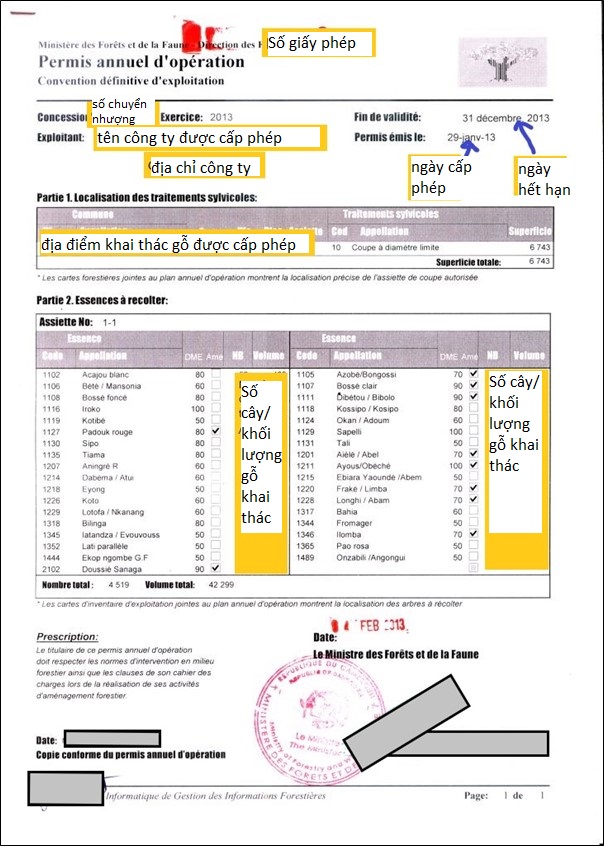 Ministère des Forêts et de la Faune - Direction des
Số giấy phép
Permis annuel d'opération
Convention définitive d'exploitation
Concession số chuyển nhượng Exercice: 2013 Fin de validité: 31 décembre 2013
Exploitant: tên công ty được cấp phép Permis émis le: 29-janv-13
địa chỉ công ty
ngày cấp phép
ngày hết hạn
Partie 1. Localisation des traitements sylvicoles:
Commune Traitements sylvicoles
Cod Appellation Superficie
địa điểm khai thác gỗ được cấp phép 10 Coupe à diamètre limite 6 743
Superficie totale: 6 743
* Les cartes forestières jointes au plan annuel d'opération montrent la localisation précise de l'assiette de coupe autorisée
Partie 2. Essences à recolter:
Assiette No: 1-1
Essence Essence
Code Appellation DME Amé NB Volume Code Appellation DME Amé NB Volume
1102 Acajou blanc 80 1105 Azobé/Bongossi 70
1106 Bété / Mansonia 60 1107 Bossé clair 90
1108 Bossé foncé 80 1111 Dibétou / Bibolo 90
1116 Iroko 100 1118 Kossipo / Kosipo 80
1119 Kotibé 50 1124 Okan / Adoum 60
1127 Padouk rouge 80 1129 Sapelli 100
1130 Sipo 80 1131 Tali 50
1135 Tiama 80 1201 Aiélé / Abel 70
1207 Aningré R 60 1211 Ayous/Obéché 100
1214 Dabéma / Atui 60 1215 Ebiara Yaoundé /Abem 50
1218 Eyong 50 1220 Fraké / Limba 70
1226 Koto 60 1228 Longhi / Abam 70
1229 Lotofa / Nkanang 60 1317 Bahia 60
1318 Bilinga 80 1344 Fromager 50
1345 Iatandza / Evouvouss 50 1346 Ilomba 70
1352 Lati parallèle 50 1365 Pao rosa 50
1444 Ekop ngombe G.F 60 1489 Onzabili /Angongui 50
2102 Doussié Sanaga 90
Số cây/ khối lượng gỗ khai thác
Số cây/ khối lượng gỗ khai thác
Nombre total : 4 519 Volume total: 42 299
* Les cartes d'inventaire d'exploitation jointes au plan annuel d'opération montrent la localisation des arbres à récolter
4 FEB 2013
Prescription: Date:
Le titulaire de ce permis annuel d'opération Le Ministre des Forêts et de la Faune
doit respecter les normes d'intervention en milieu
forestier ainsi que les clauses de son cahier des
charges lors de la réalisation de ses activités
d'aménagement forestier.
Date:
Copie conforme du permis annuel d'opération
Informatique de Gestion des Informations Forestières Page: 1 de 1